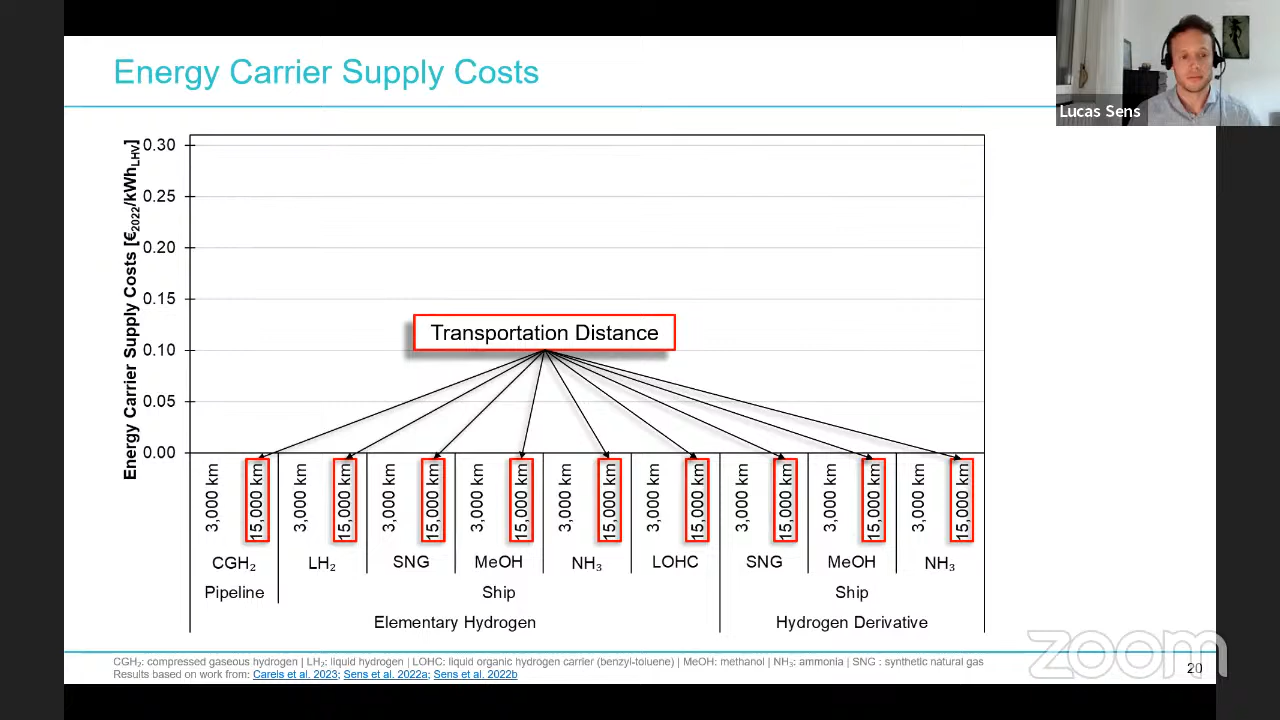 Energy Carrier Supply Costs
Lucas Sens
Energy Carrier Supply Costs [€2022/kWhLHV]
0.30
0.25
0.20
0.15
0.10
0.05
0.00
Transportation Distance
3,000 km 15,000 km 3,000 km 15,000 km 3,000 km 15,000 km 3,000 km 15,000 km 3,000 km 15,000 km 3,000 km 15,000 km 3,000 km 15,000 km 3,000 km 15,000 km 3,000 km 15,000 km
CGH₂ LH₂ SNG MeOH NH₃ LOHC SNG MeOH NH₃
Pipeline Ship Ship
Elementary Hydrogen Hydrogen Derivative
CGH₂: compressed gaseous hydrogen | LH₂: liquid hydrogen | LOHC: liquid organic hydrogen carrier (benzyl-toluene) | MeOH: methanol | NH₃: ammonia | SNG : synthetic natural gas
Results based on work from: Carels et al. 2023; Sens et al. 2022a; Sens et al. 2022b
20
zoom